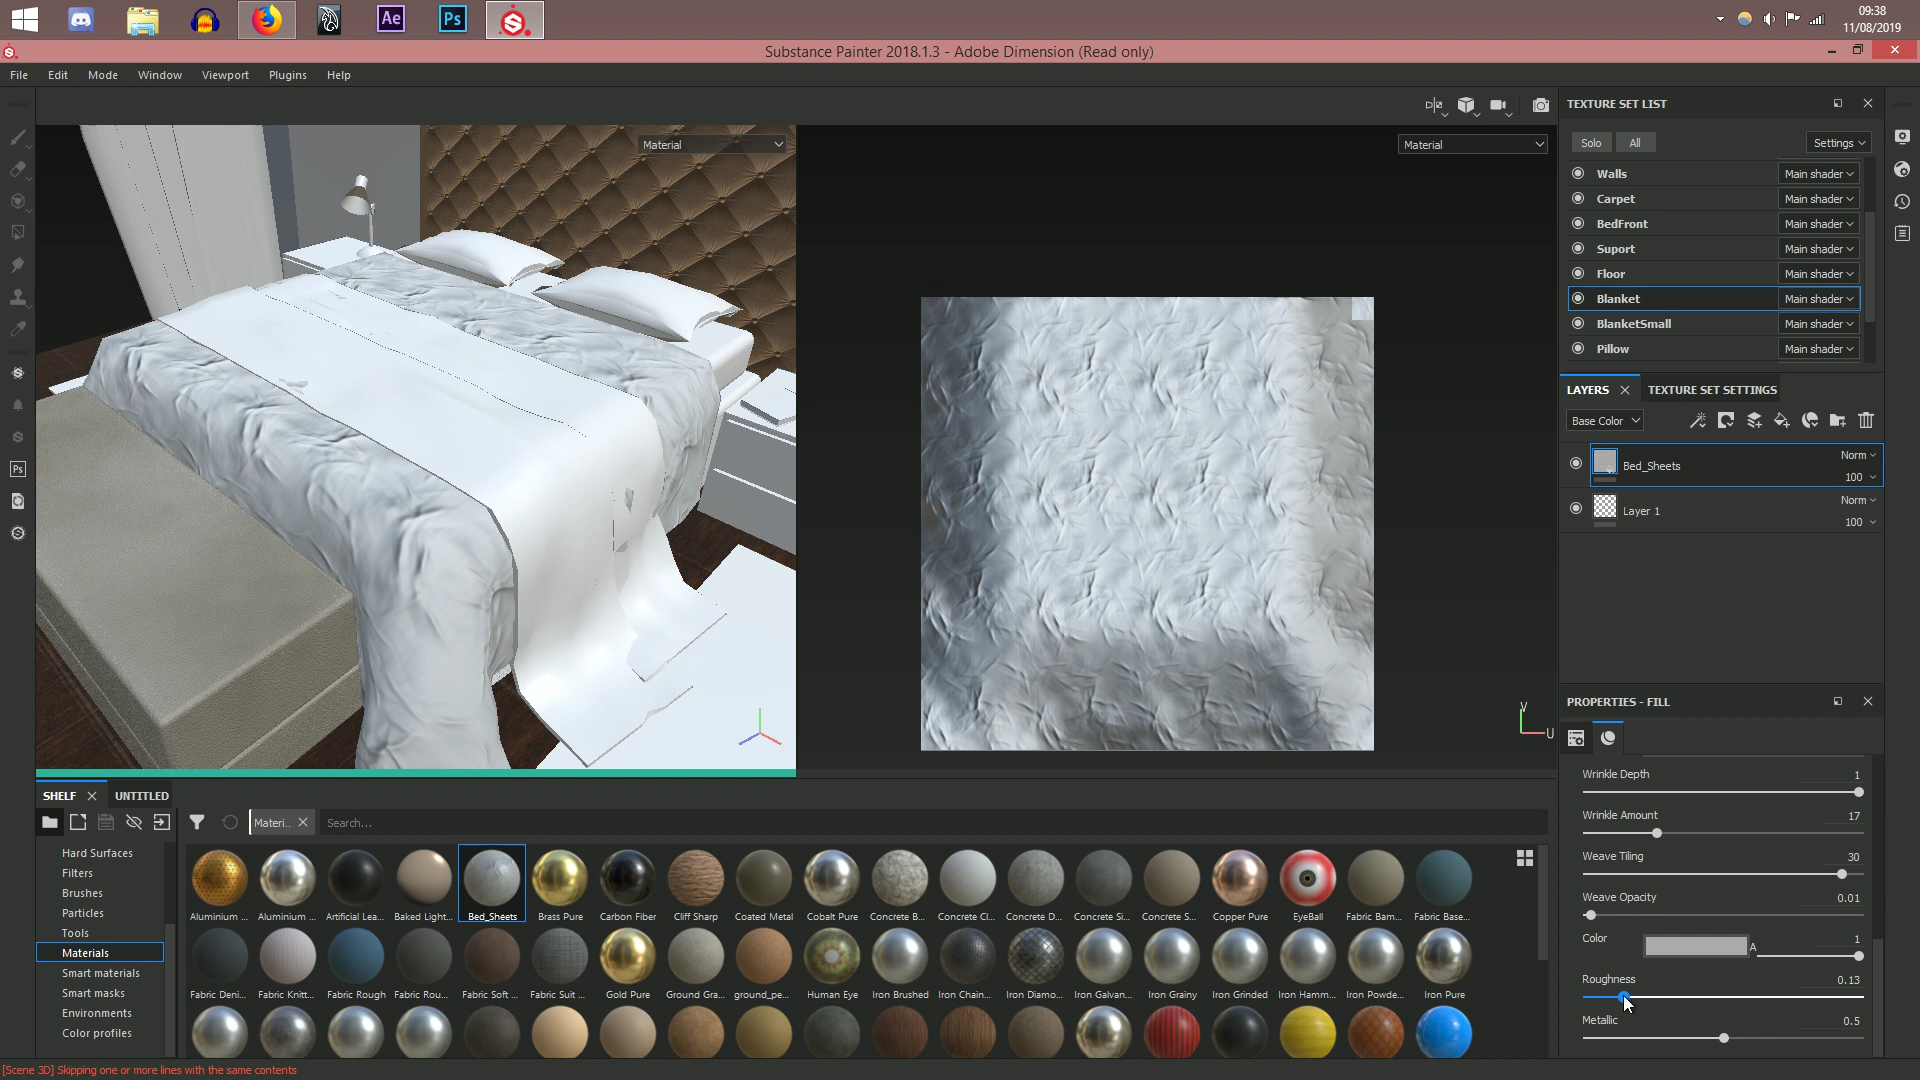 Ae
Ps
09:38
11/08/2019
Substance Painter 2018.1.3 - Adobe Dimension (Read only)
File Edit Mode Window Viewport Plugins Help
Material
Material
TEXTURE SET LIST
Solo All Settings
Walls Main shader
Carpet Main shader
BedFront Main shader
Suport Main shader
Floor Main shader
Blanket Main shader
BlanketSmall Main shader
Pillow Main shader
LAYERS TEXTURE SET SETTINGS
Base Color
Bed_Sheets Norm
100
Layer 1 Norm
100
Ps
V
U
PROPERTIES - FILL
Wrinkle Depth 1
Wrinkle Amount 17
Weave Tiling 30
Weave Opacity 0.01
Color A 1
Roughness 0.13
Metallic 0.5
SHELF UNTITLED
Materi.. Search...
Hard Surfaces
Filters
Brushes
Particles
Tools
Materials
Smart materials
Smart masks
Environments
Color profiles
Aluminium ... Aluminium ... Artificial Lea... Baked Light... Bed_Sheets Brass Pure Carbon Fiber Cliff Sharp Coated Metal Cobalt Pure Concrete B... Concrete Cl... Concrete D... Concrete Si... Concrete S... Copper Pure EyeBall Fabric Bam... Fabric Base...
Fabric Deni... Fabric Knitt... Fabric Rough Fabric Rou... Fabric Soft ... Fabric Suit ... Gold Pure Ground Gra... ground_pe... Human Eye Iron Brushed Iron Chain... Iron Diamo... Iron Galvan... Iron Grainy Iron Grinded Iron Hamm... Iron Powde... Iron Pure
[Scene 3D] Skipping one or more lines with the same contents